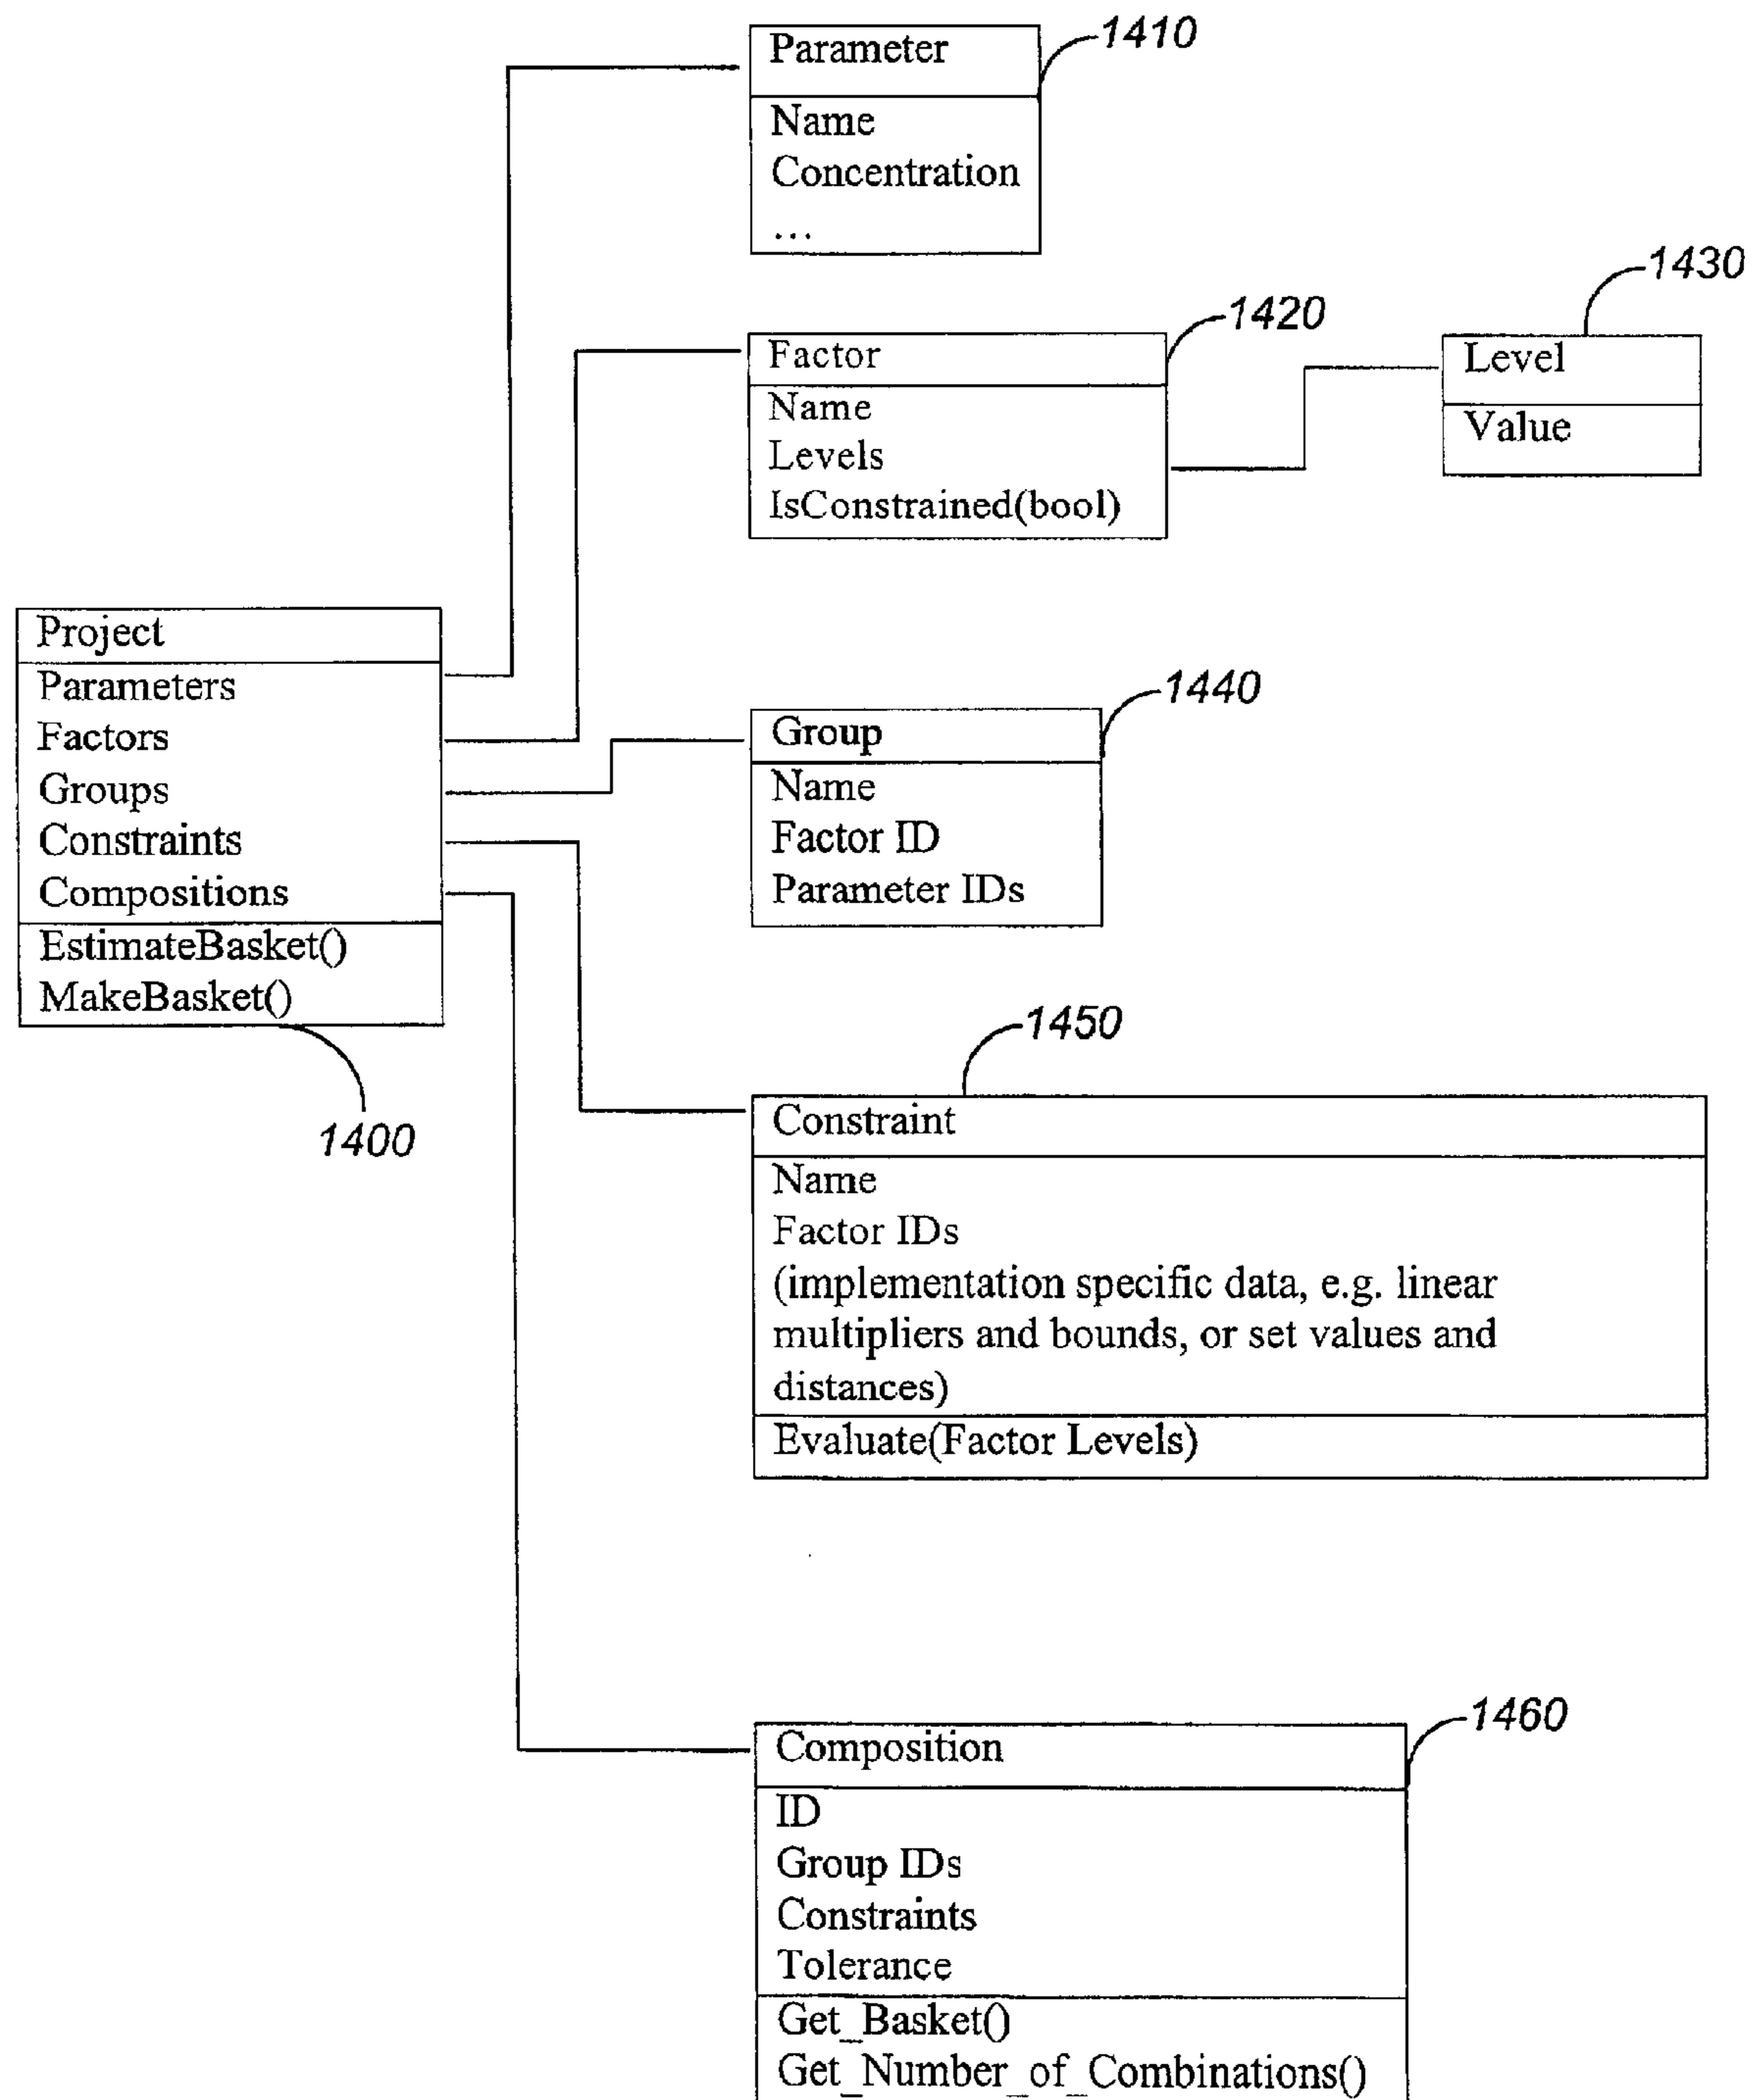 Parameter
1410
Name
Concentration
...
1430
1420
Factor
Level
Name
Value
Levels
IsConstrained(bool)
Project
Parameters
Factors
Groups
Constraints
Compositions
EstimateBasket()
MakeBasket()
1400
1440
Group
Name
Factor ID
Parameter IDs
1450
Constraint
Name
Factor IDs
(implementation specific data, e.g. linear
multipliers and bounds, or set values and
distances)
Evaluate(Factor Levels)
1460
Composition
ID
Group IDs
Constraints
Tolerance
Get_Basket()
Get_Number_of_Combinations()